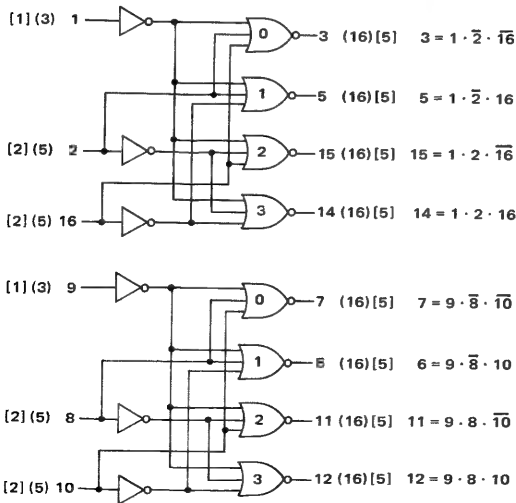 [1] (3) 1
0
3 (16)[5] 3 = 1 · 2̅ · 1̅6̅
1
5 (16)[5] 5 = 1 · 2̅ · 16
[2] (5) 2
2
15 (16)[5] 15 = 1 · 2 · 1̅6̅
[2] (5) 16
3
14 (16)[5] 14 = 1 · 2 · 16
[1] (3) 9
0
7 (16)[5] 7 = 9 · 8̅ · 1̅0̅
1
6 (16)[5] 6 = 9 · 8̅ · 10
[2] (5) 8
2
11 (16)[5] 11 = 9 · 8 · 1̅0̅
[2] (5) 10
3
12 (16)[5] 12 = 9 · 8 · 10